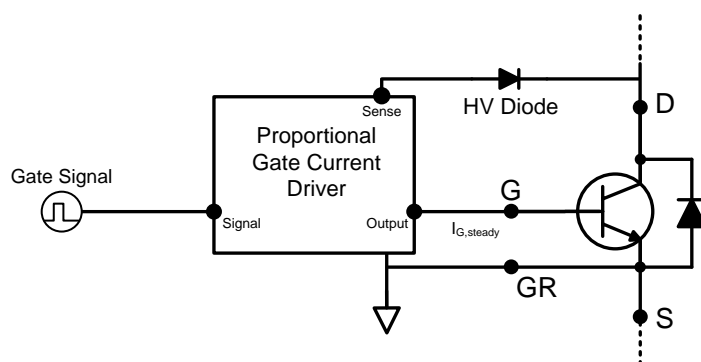 Sense
HV Diode
D
Proportional
Gate Current
Driver
Gate Signal
G
Signal
Output
IG,steady
GR
S